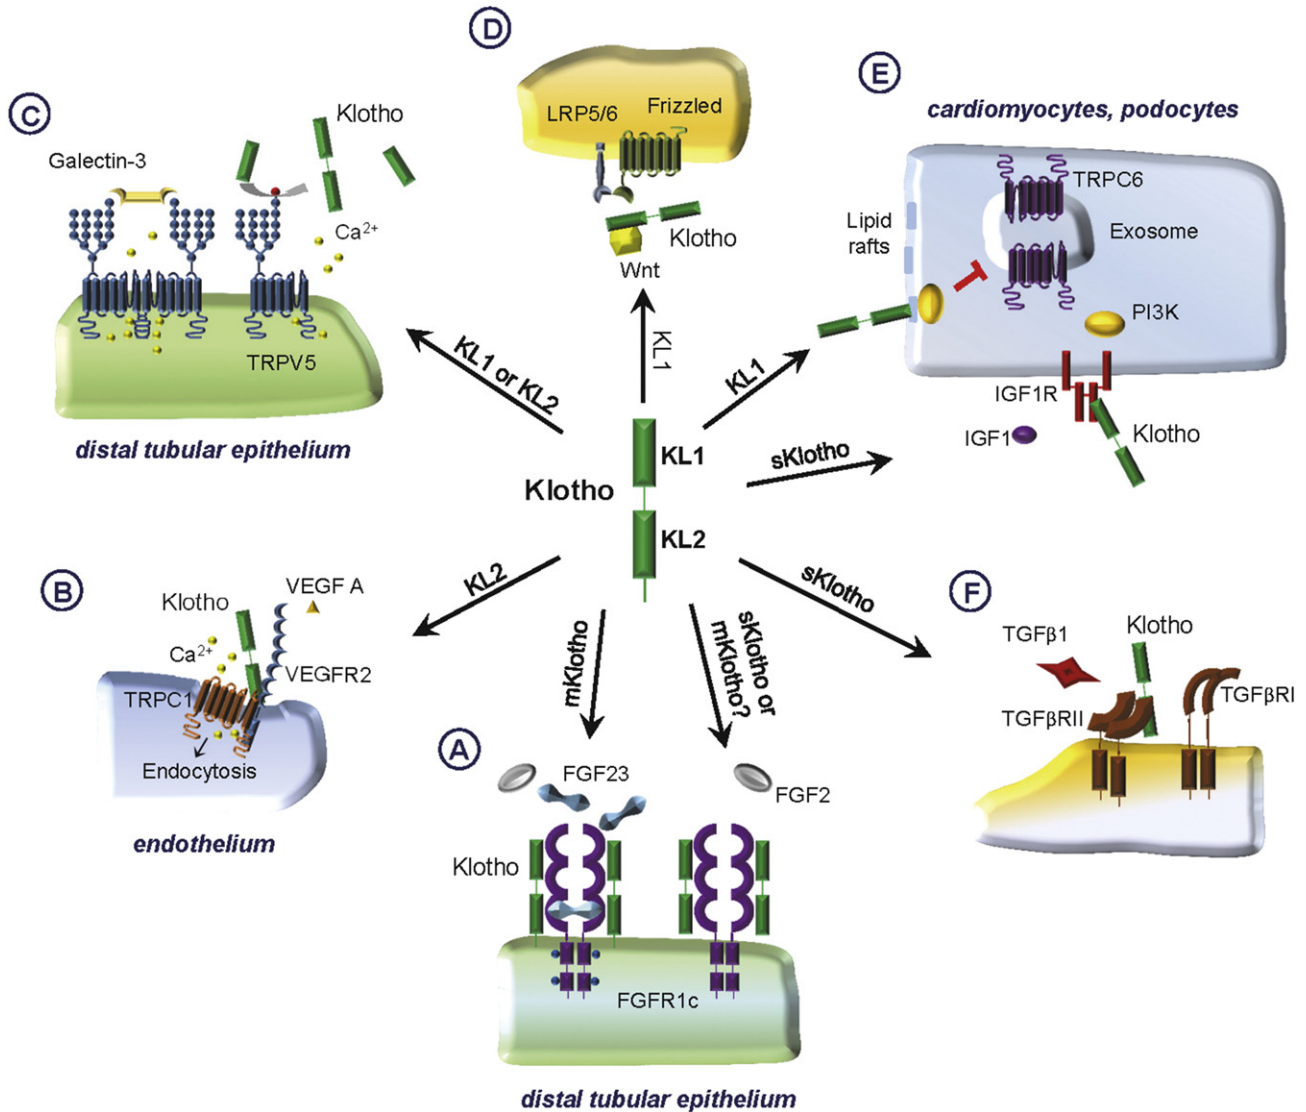 D
LRP5/6
Frizzled
Klotho
Wnt
E
cardiomyocytes, podocytes
TRPC6
Lipid
rafts
Exosome
PI3K
IGF1R
IGF1
Klotho
C
Klotho
Galectin-3
Ca²⁺
TRPV5
distal tubular epithelium
KL1 or KL2
KL1
KL1
sKlotho
KL1
Klotho
KL2
KL2
mKlotho
sKlotho or
mKlotho?
sKlotho
B
VEGF A
Klotho
Ca²⁺
VEGFR2
TRPC1
Endocytosis
endothelium
F
TGFβ1
Klotho
TGFβRI
TGFβRII
A
FGF23
FGF2
Klotho
FGFR1c
distal tubular epithelium